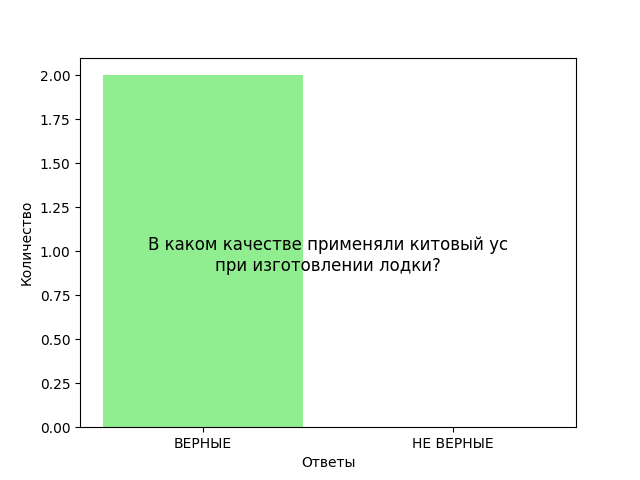 2.00
1.75
1.50
1.25
1.00
0.75
0.50
0.25
0.00
Количество
В каком качестве применяли китовый ус
при изготовлении лодки?
ВЕРНЫЕ
НЕ ВЕРНЫЕ
Ответы